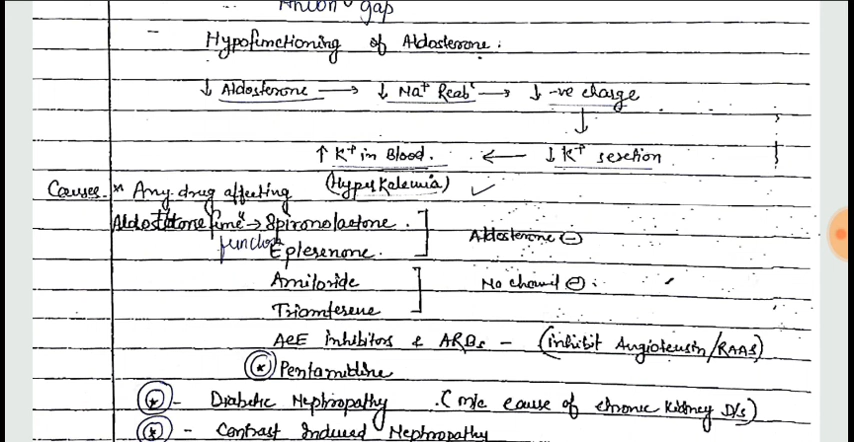 Anion gap
- Hypofunctioning of Aldosterone :
↓ Aldosterone → ↓ Na+ Reabˢ → ↓ -ve charge
↓
↑ K+ in Blood. ← ↓ K+ secretion
(Hyperkalemia) ✓
Causes * Any drug affecting
Aldosterone → Spironolactone.
function
Eplerenone. ] Aldosterone ⊖
Amiloride ] Na channel ⊖ :
Triamterene
ACE inhibitors & ARBs - (inhibit Angiotensin/RAAS)
* Pentamidine
* - Diabetic Nephropathy . (m/c cause of chronic kidney D/s)
* - Contrast Induced Nephropathy